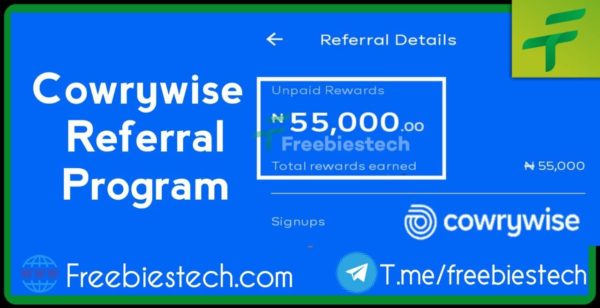 Referral Details
Cowrywise
Referral
Program
Unpaid Rewards
₦55,000.00
Freebiestech
Total rewards earned
₦ 55,000
Signups
cowrywise
www
Freebiestech.com
T.me/freebiestech